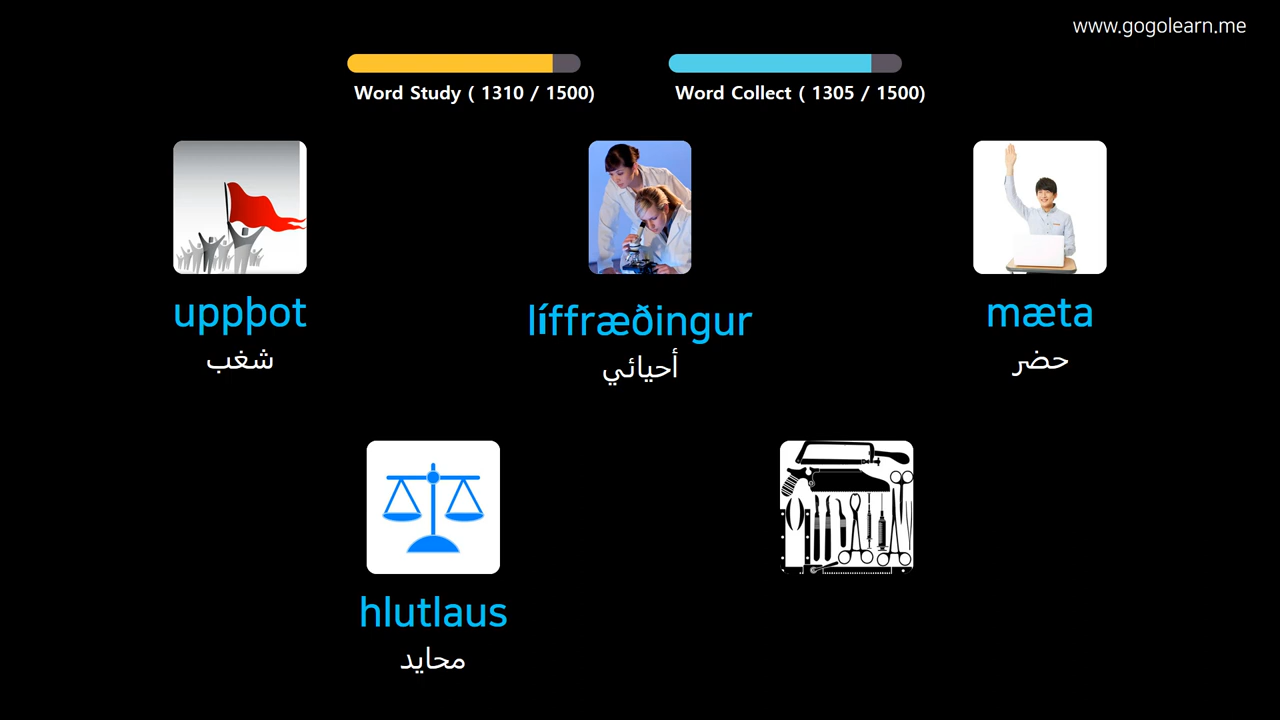 www.gogolearn.me
Word Study ( 1310 / 1500)
Word Collect ( 1305 / 1500)
uppþot
شغب
líffræðingur
أحيائي
mæta
حضر
hlutlaus
محايد